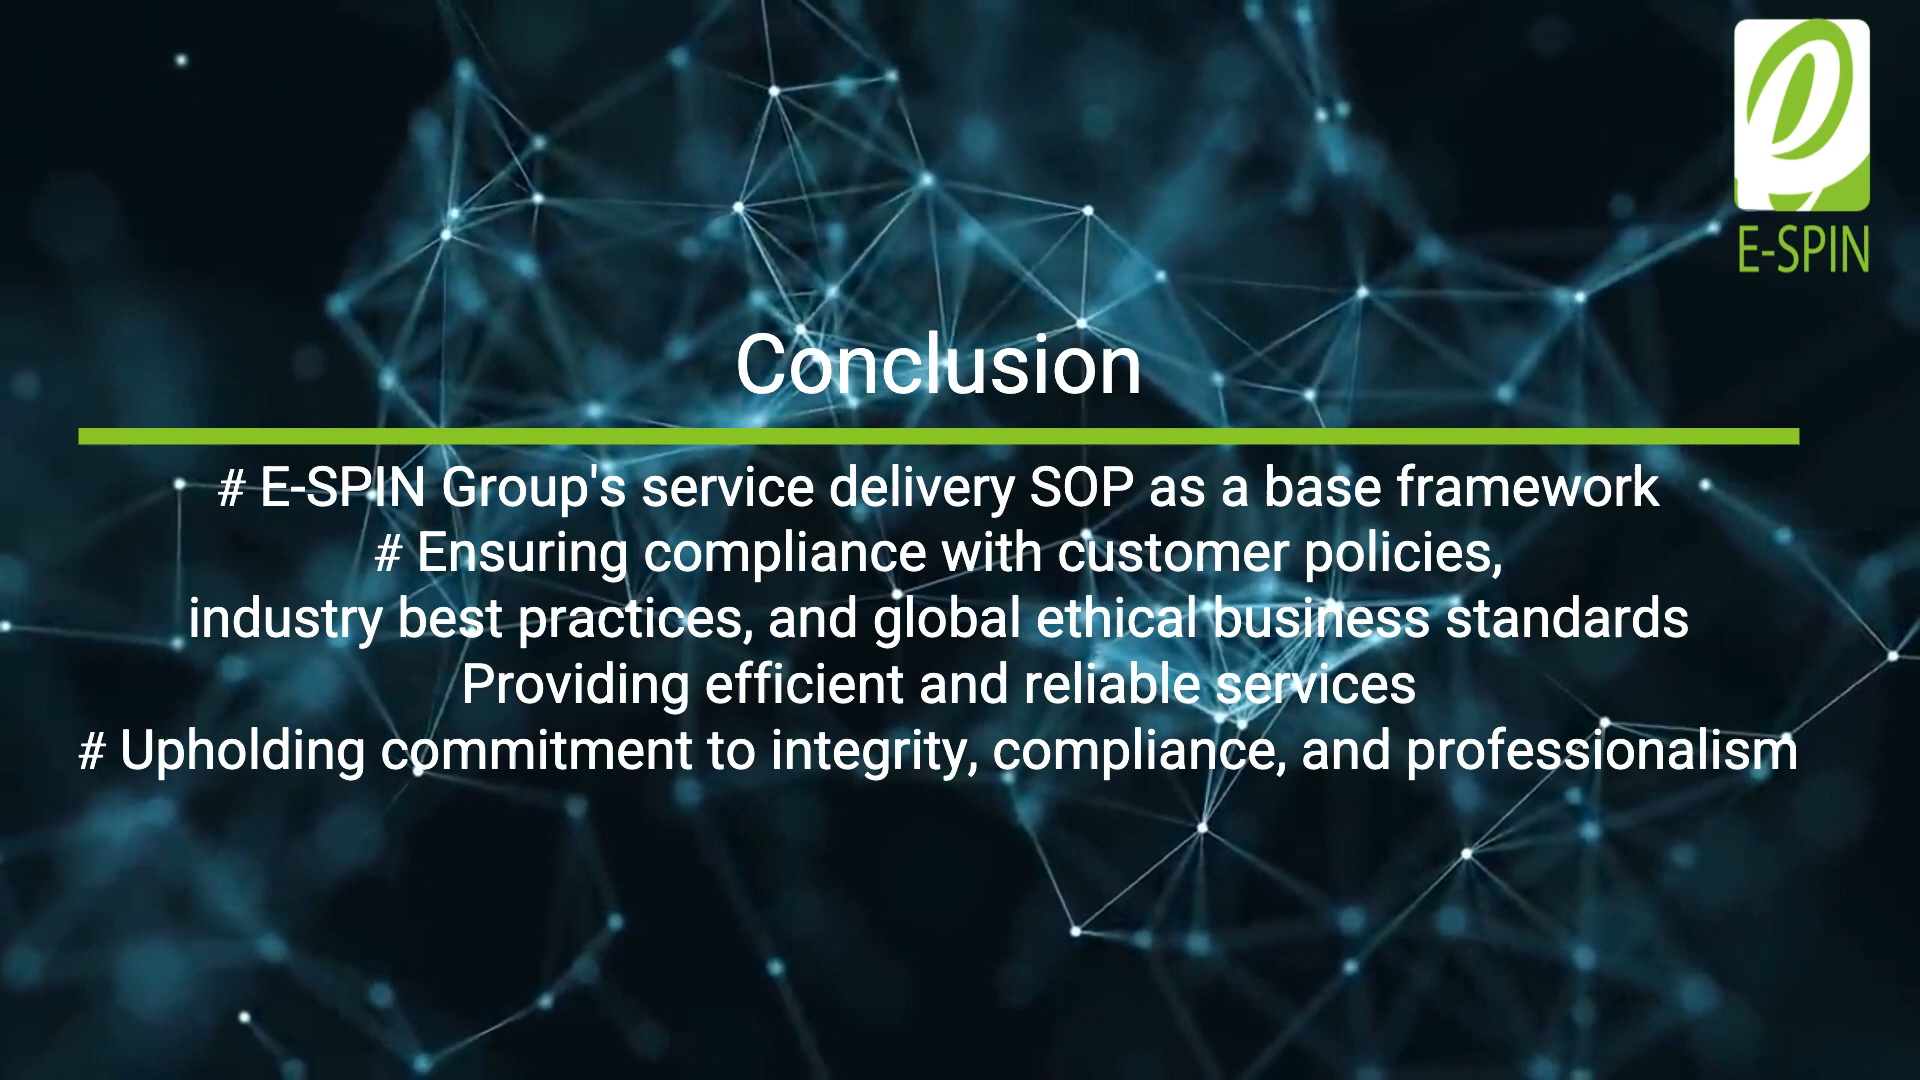 E-SPIN
Conclusion
# E-SPIN Group's service delivery SOP as a base framework
# Ensuring compliance with customer policies,
industry best practices, and global ethical business standards
Providing efficient and reliable services
# Upholding commitment to integrity, compliance, and professionalism